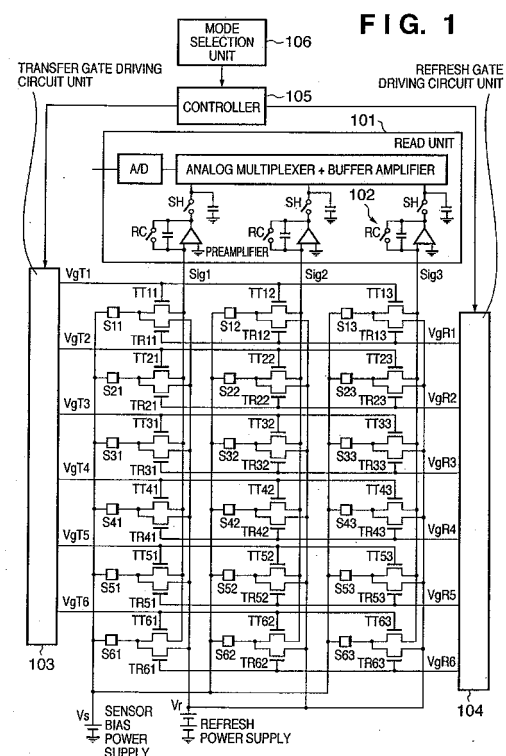 FIG. 1
MODE
SELECTION
UNIT
106
TRANSFER GATE DRIVING
CIRCUIT UNIT
REFRESH GATE
DRIVING CIRCUIT UNIT
CONTROLLER
105
101
READ UNIT
A/D
ANALOG MULTIPLEXER + BUFFER AMPLIFIER
SH SH SH
102
RC RC RC
PREAMPLIFIER
VgT1 Sig1 Sig2 Sig3
TT11 TT12 TT13
S11 S12 S13
VgT2 TR11 TR12 TR13 VgR1
TT21 TT22 TT23
S21 S22 S23
VgT3 TR21 TR22 TR23 VgR2
TT31 TT32 TT33
S31 S32 S33
VgT4 TR31 TR32 TR33 VgR3
TT41 TT42 TT43
S41 S42 S43
VgT5 TR41 TR42 TR43 VgR4
TT51 TT52 TT53
S51 S52 S53
VgT6 TR51 TR52 TR53 VgR5
TT61 TT62 TT63
S61 S62 S63
103 TR61 TR62 TR63 VgR6
104
Vs SENSOR
BIAS
POWER
SUPPLY
Vr REFRESH
POWER SUPPLY